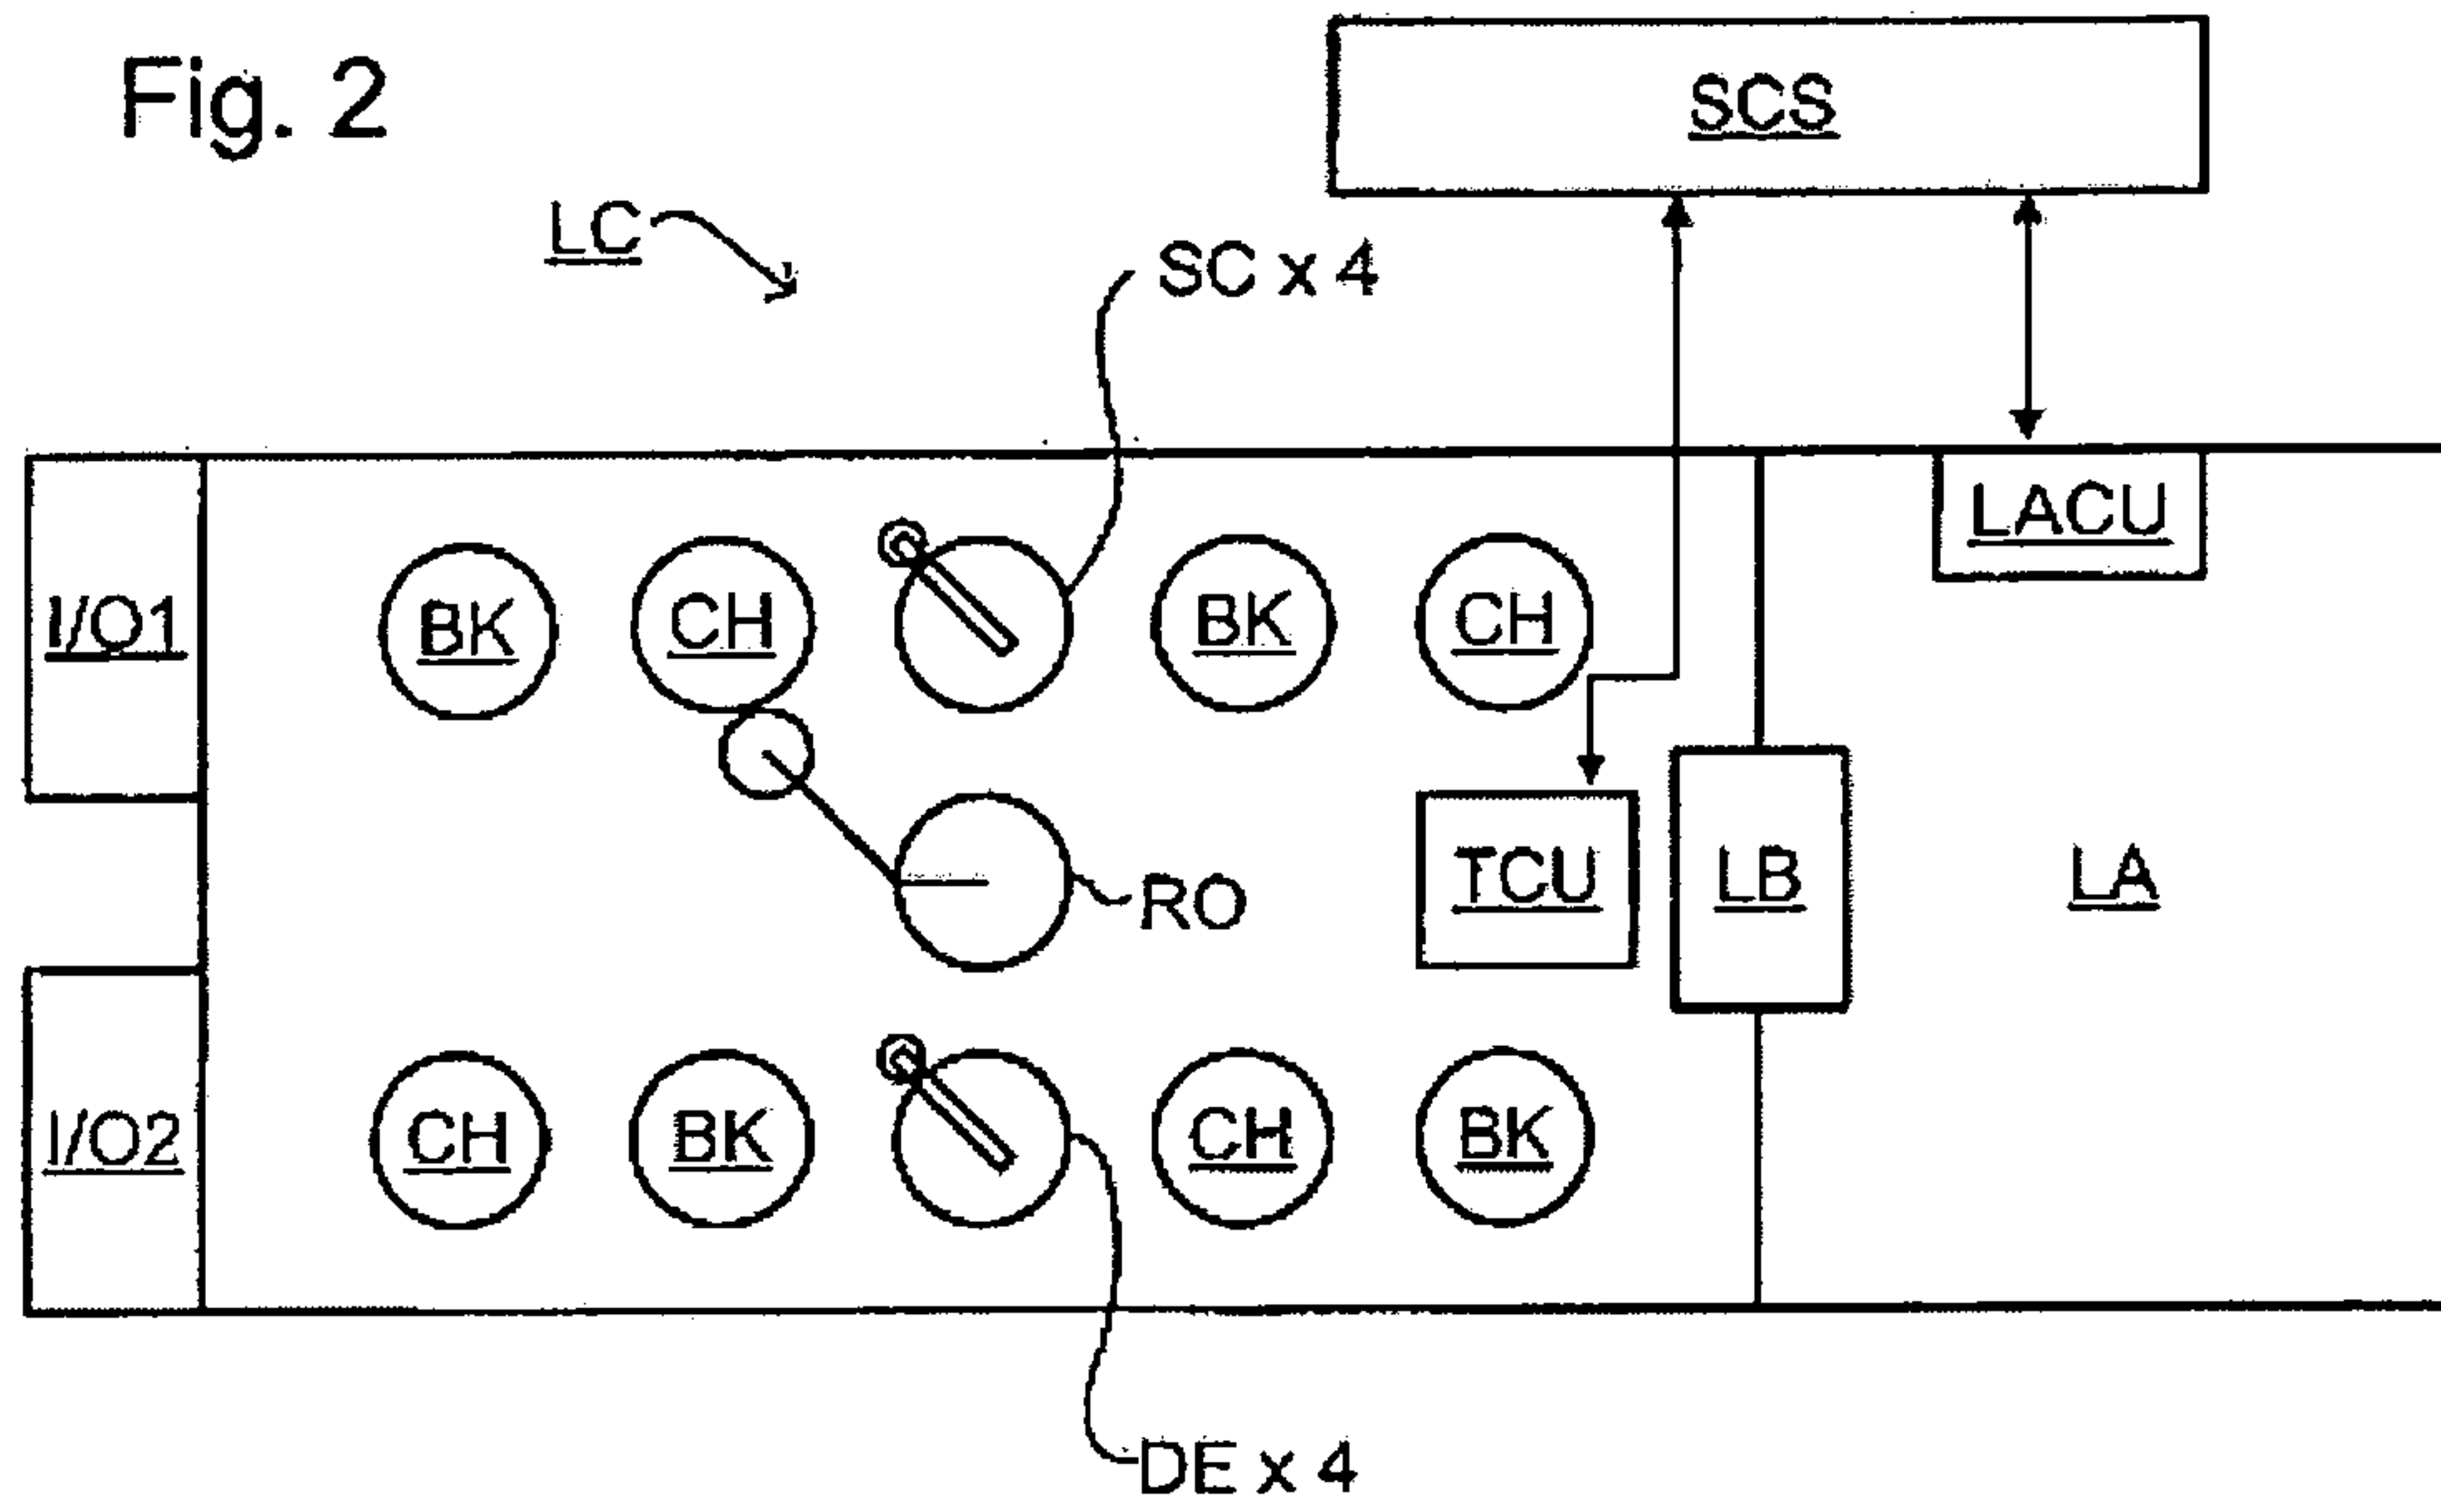 Fig. 2
SCS
LC
SC x 4
LACU
I/O1
BK
CH
BK
CH
RO
TCU
LB
LA
I/O2
CH
BK
CH
BK
DE x 4